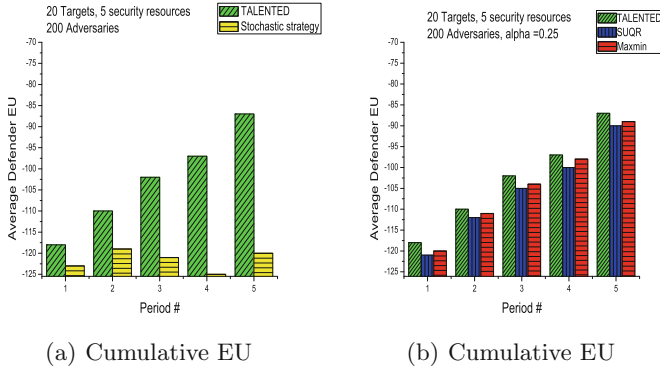 20 Targets, 5 security resources
200 Adversaries
TALENTED
Stochastic strategy
Average Defender EU
-70
-75
-80
-85
-90
-95
-100
-105
-110
-115
-120
-125
1
2
3
4
5
Period #
(a) Cumulative EU
20 Targets, 5 security resources
200 Adversaries, alpha =0.25
TALENTED
SUQR
Maxmin
Average Defender EU
-70
-75
-80
-85
-90
-95
-100
-105
-110
-115
-120
-125
1
2
3
4
5
Period #
(b) Cumulative EU